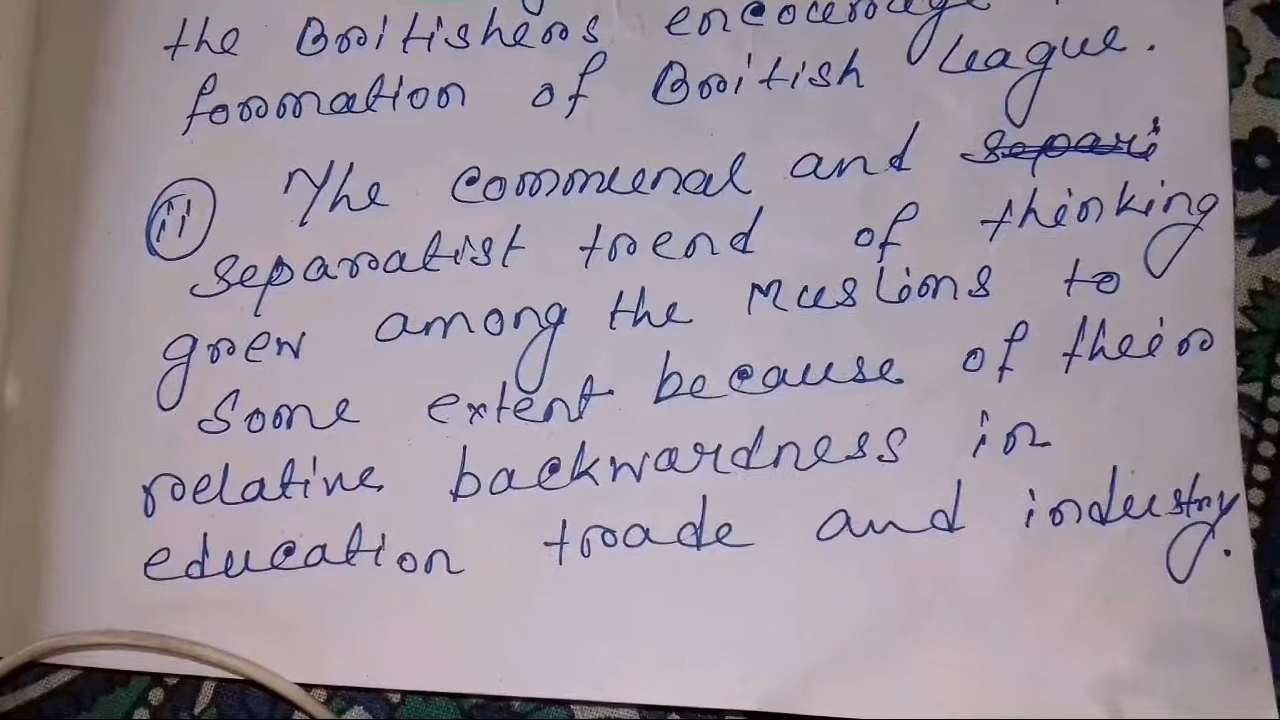 the Britishers encourage
formation of British League.
(ii) The communal and separi
separatist trend of thinking
grew among the Muslims to
some extent because of their
relative backwardness in
education trade and industry.